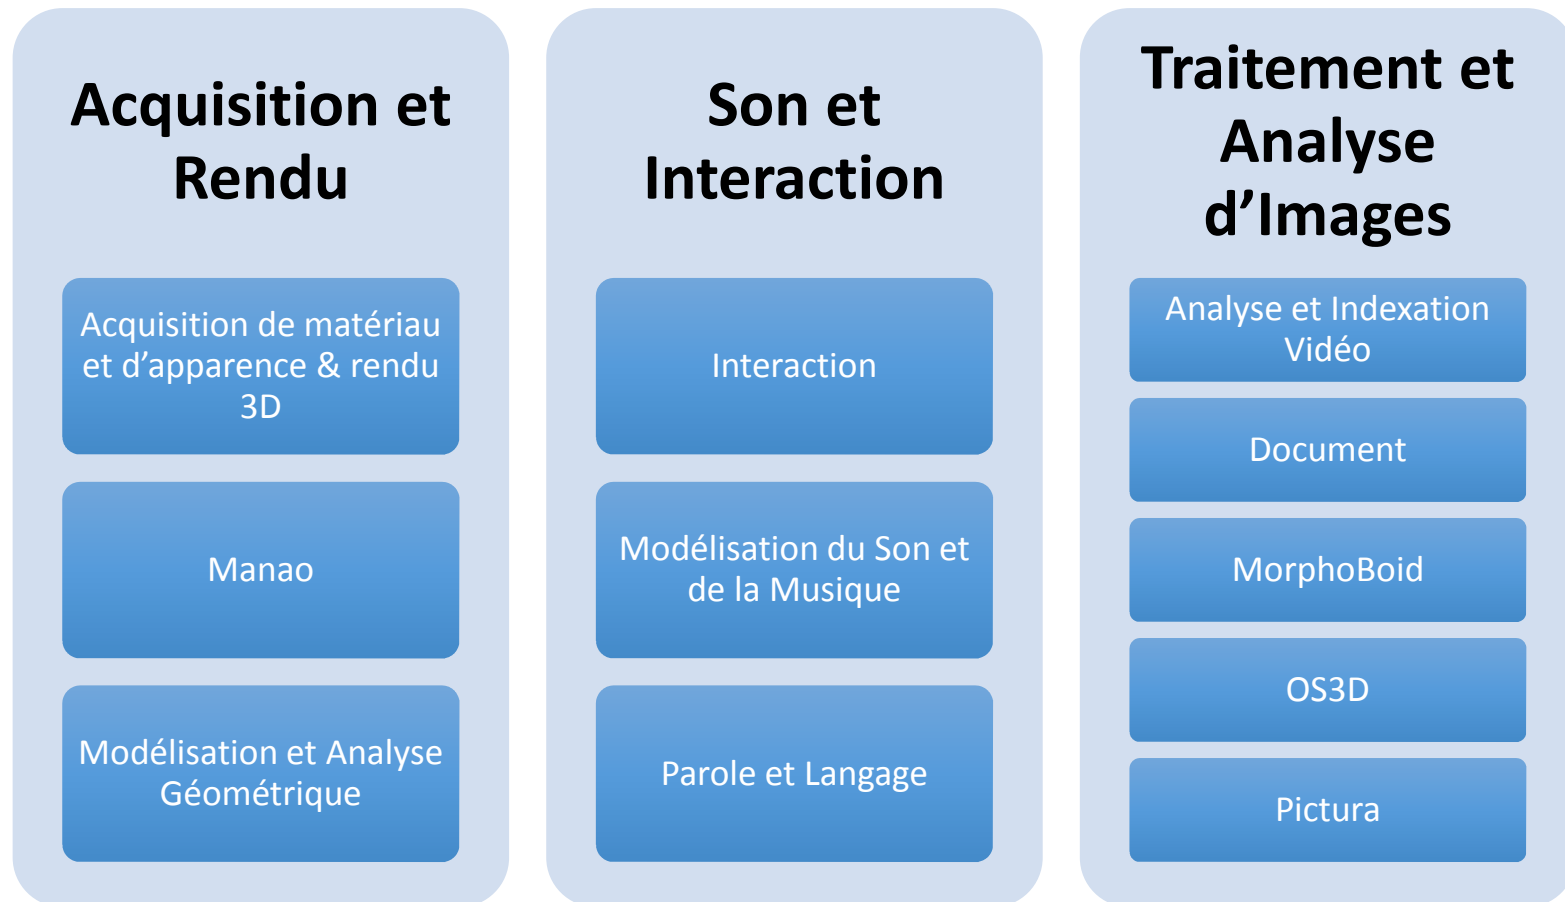 Acquisition et
Rendu
Acquisition de matériau
et d’apparence & rendu
3D
Manao
Modélisation et Analyse
Géométrique
Son et
Interaction
Interaction
Modélisation du Son et
de la Musique
Parole et Langage
Traitement et
Analyse
d’Images
Analyse et Indexation
Vidéo
Document
MorphoBoid
OS3D
Pictura